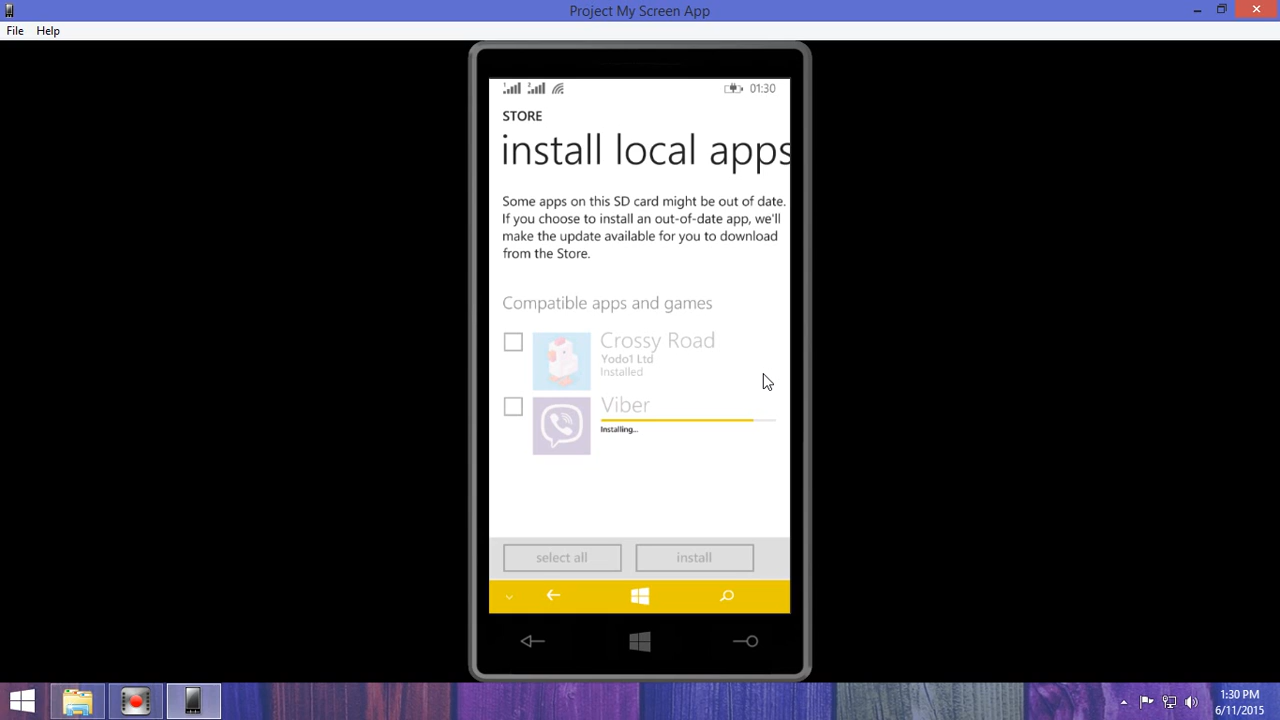 Project My Screen App
File Help
1 2 01:30
STORE
install local apps
Some apps on this SD card might be out of date.
If you choose to install an out-of-date app, we'll
make the update available for you to download
from the Store.
Compatible apps and games
Crossy Road
Yodo1 Ltd
Installed
Viber
Installing...
select all install
1:30 PM
6/11/2015